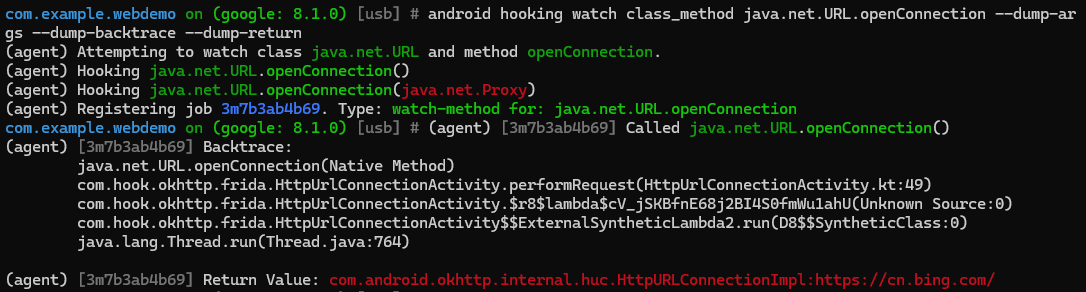 com.example.webdemo on (google: 8.1.0) [usb] # android hooking watch class_method java.net.URL.openConnection --dump-ar
gs --dump-backtrace --dump-return
(agent) Attempting to watch class java.net.URL and method openConnection.
(agent) Hooking java.net.URL.openConnection()
(agent) Hooking java.net.URL.openConnection(java.net.Proxy)
(agent) Registering job 3m7b3ab4b69. Type: watch-method for: java.net.URL.openConnection
com.example.webdemo on (google: 8.1.0) [usb] # (agent) [3m7b3ab4b69] Called java.net.URL.openConnection()
(agent) [3m7b3ab4b69] Backtrace:
java.net.URL.openConnection(Native Method)
com.hook.okhttp.frida.HttpUrlConnectionActivity.performRequest(HttpUrlConnectionActivity.kt:49)
com.hook.okhttp.frida.HttpUrlConnectionActivity.$r8$lambda$cV_jSKBfnE68j2BI4S0fmWu1ahU(Unknown Source:0)
com.hook.okhttp.frida.HttpUrlConnectionActivity$$ExternalSyntheticLambda2.run(D8$$SyntheticClass:0)
java.lang.Thread.run(Thread.java:764)
(agent) [3m7b3ab4b69] Return Value: com.android.okhttp.internal.huc.HttpURLConnectionImpl:https://cn.bing.com/